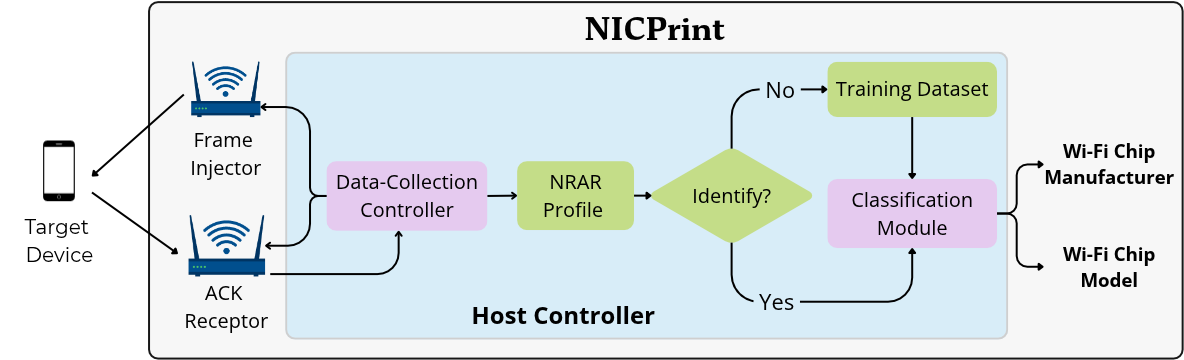 NICPrint
Frame
Injector
Target
Device
ACK
Receptor
Data-Collection
Controller
NRAR
Profile
Identify?
No
Yes
Training Dataset
Classification
Module
Host Controller
Wi-Fi Chip
Manufacturer
Wi-Fi Chip
Model